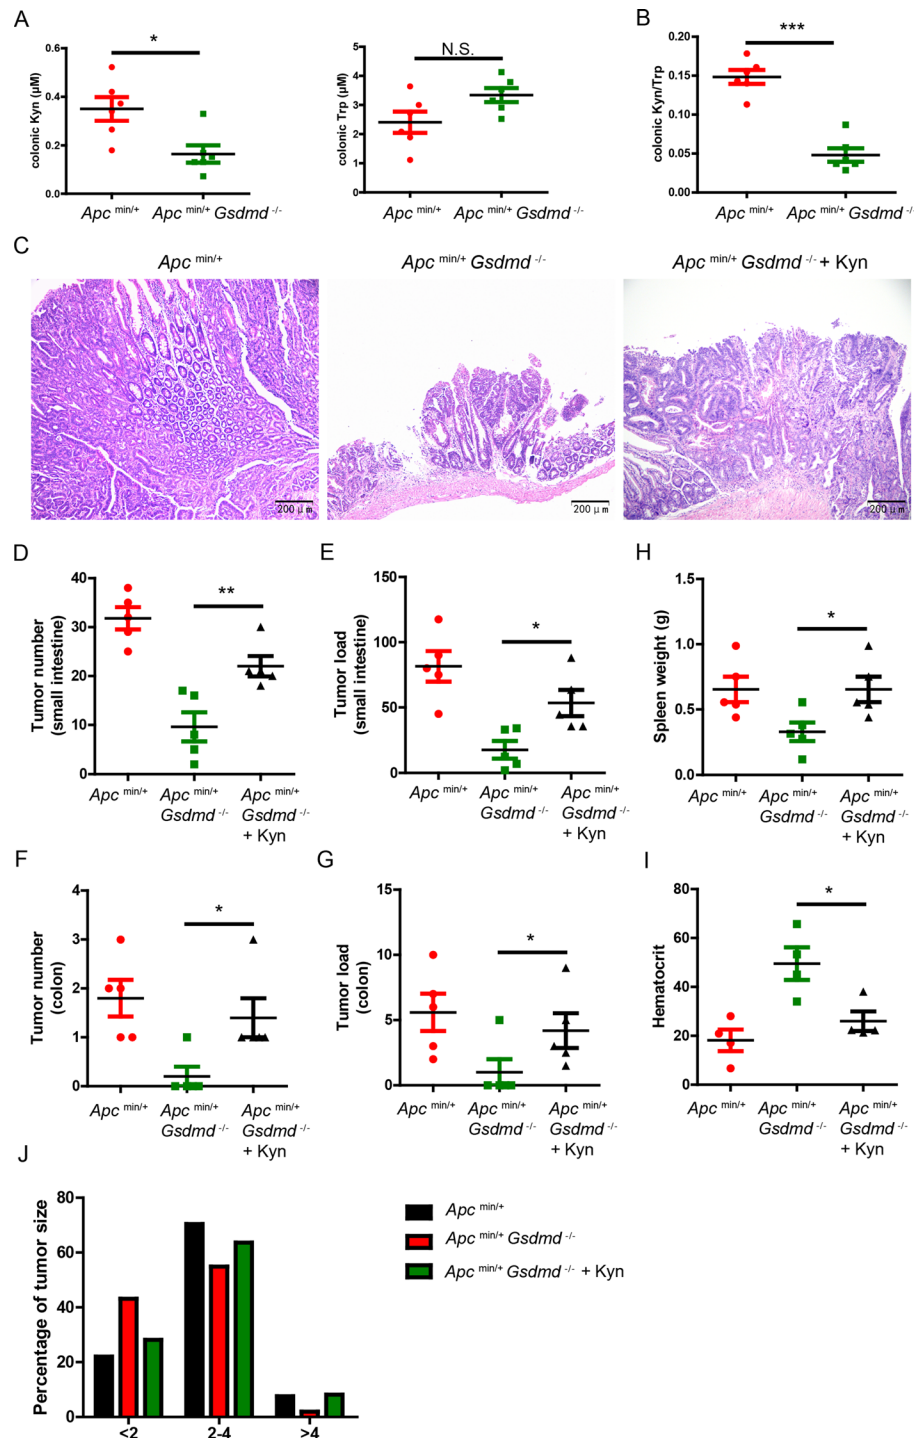 A
B
*
N.S.
***
colonic Kyn (μM)
0.6
0.4
0.2
0.0
Apc min/+
Apc min/+ Gsdmd -/-
colonic Trp (μM)
5
4
3
2
1
0
Apc min/+
Apc min/+ Gsdmd -/-
colonic Kyn/Trp
0.20
0.15
0.10
0.05
0.00
Apc min/+
Apc min/+ Gsdmd -/-
C
Apc min/+
Apc min/+ Gsdmd -/-
Apc min/+ Gsdmd -/- + Kyn
200 μm
200 μm
200 μm
D
Tumor number
(small intestine)
40
30
20
10
0
**
Apc min/+
Apc min/+
Gsdmd -/-
Apc min/+
Gsdmd -/-
+ Kyn
E
Tumor load
(small intestine)
150
100
50
0
*
Apc min/+
Apc min/+
Gsdmd -/-
Apc min/+
Gsdmd -/-
+ Kyn
H
Spleen weight (g)
1.5
1.0
0.5
0.0
*
Apc min/+
Apc min/+
Gsdmd -/-
Apc min/+
Gsdmd -/-
+ Kyn
F
Tumor number
(colon)
4
3
2
1
0
*
Apc min/+
Apc min/+
Gsdmd -/-
Apc min/+
Gsdmd -/-
+ Kyn
G
Tumor load
(colon)
15
10
5
0
*
Apc min/+
Apc min/+
Gsdmd -/-
Apc min/+
Gsdmd -/-
+ Kyn
I
Hematocrit
80
60
40
20
0
*
Apc min/+
Apc min/+
Gsdmd -/-
Apc min/+
Gsdmd -/-
+ Kyn
J
Percentage of tumor size
80
60
40
20
0
<2
2-4
>4
Apc min/+
Apc min/+ Gsdmd -/-
Apc min/+ Gsdmd -/- + Kyn